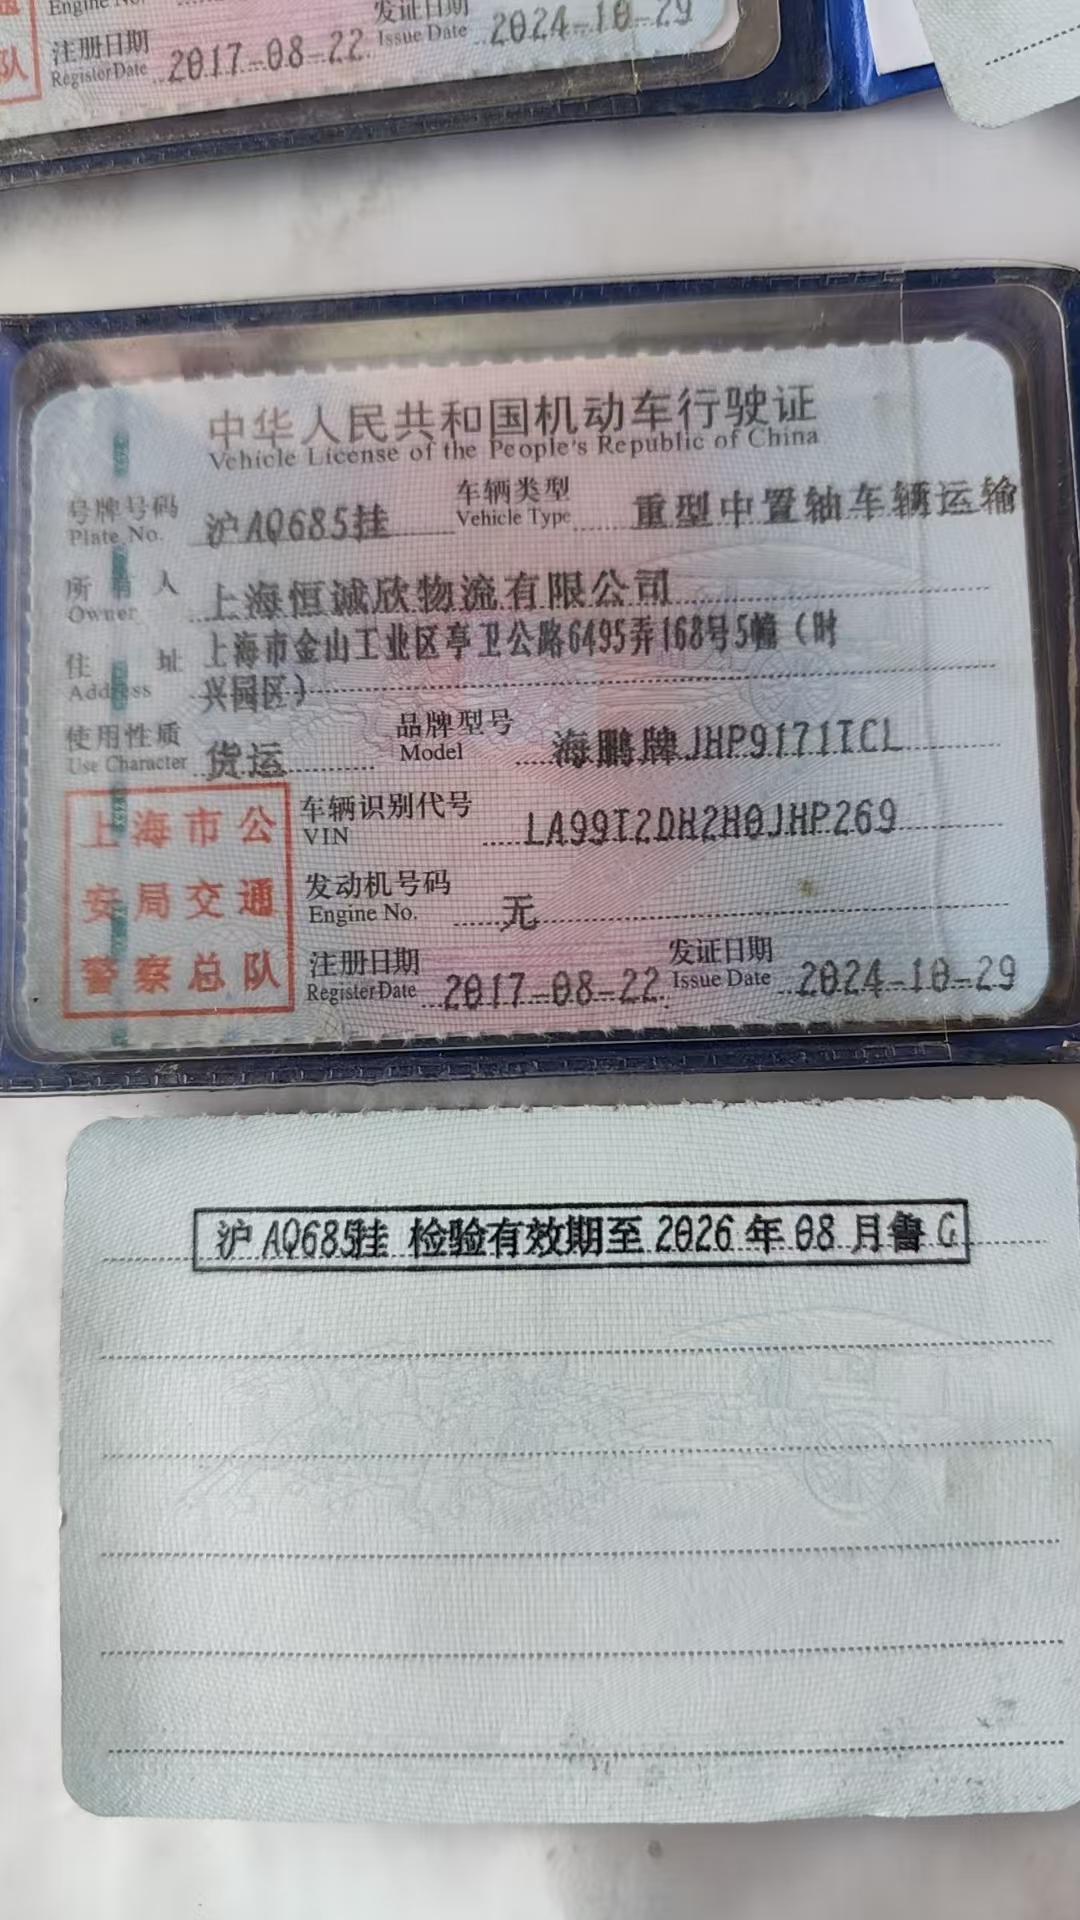 Engine No.
发证日期
Issue Date 2024-10-29
注册日期
Register Date 2017-08-22
队
中华人民共和国机动车行驶证
Vehicle License of the People's Republic of China
号牌号码 沪AQ685挂 车辆类型 重型中置轴车辆运输
Plate No. Vehicle Type
所有人 上海恒诚欣物流有限公司
Owner
住址 上海市金山工业区亭卫公路6495弄168号5幢（时
Address 兴园区）
使用性质 货运 品牌型号 海鹏牌JHP9171TCL
Use Character Model
上海市公 车辆识别代号 LA99T2DH2H0JHP269
VIN
安局交通 发动机号码 无
Engine No.
警察总队 注册日期 2017-08-22 发证日期 2024-10-29
Register Date Issue Date
沪AQ685挂 检验有效期至2026年08月鲁G